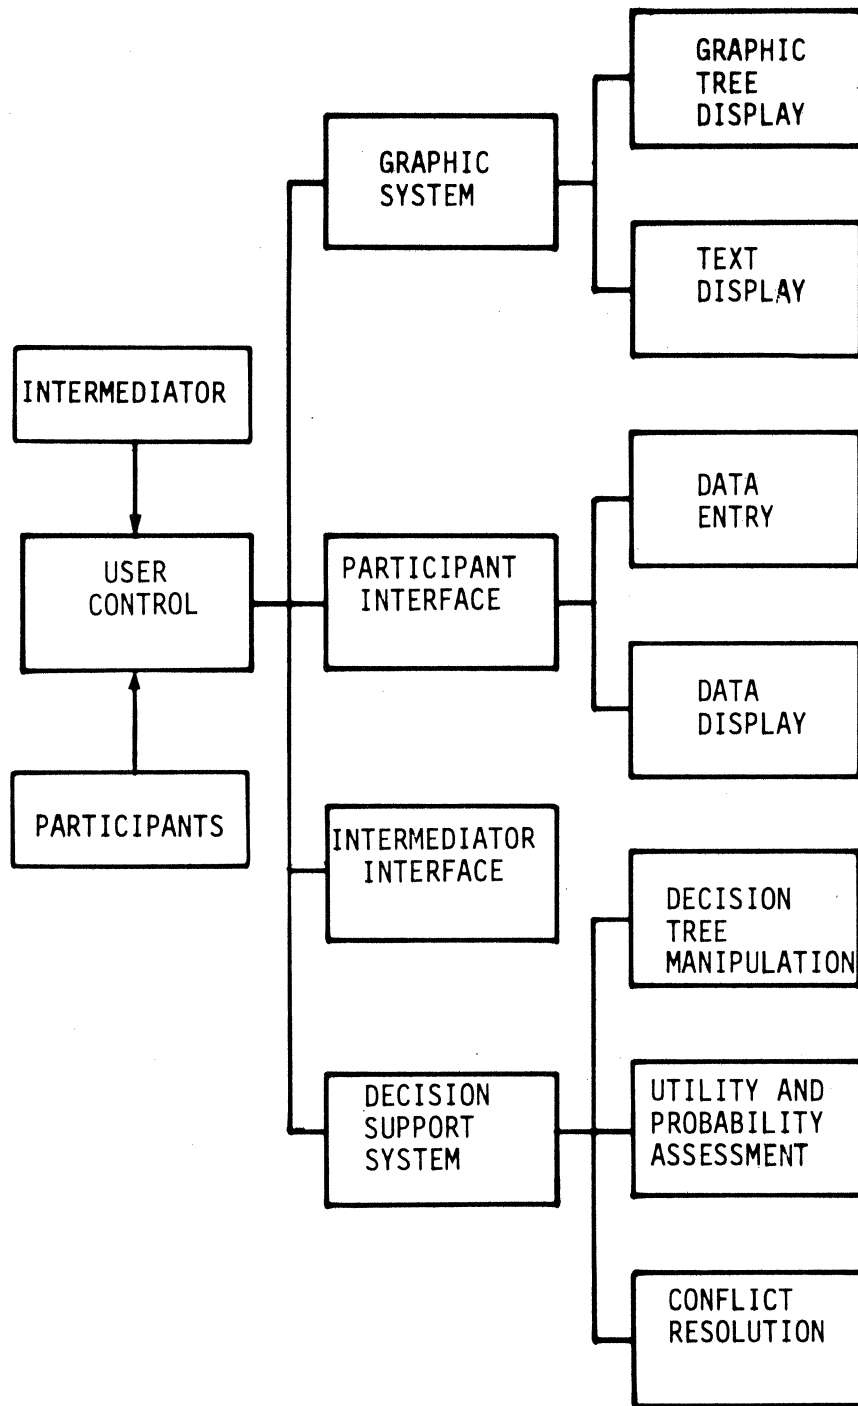 GRAPHIC
TREE
DISPLAY
GRAPHIC
SYSTEM
TEXT
DISPLAY
INTERMEDIATOR
DATA
ENTRY
USER
CONTROL
PARTICIPANT
INTERFACE
DATA
DISPLAY
PARTICIPANTS
INTERMEDIATOR
INTERFACE
DECISION
TREE
MANIPULATION
DECISION
SUPPORT
SYSTEM
UTILITY AND
PROBABILITY
ASSESSMENT
CONFLICT
RESOLUTION